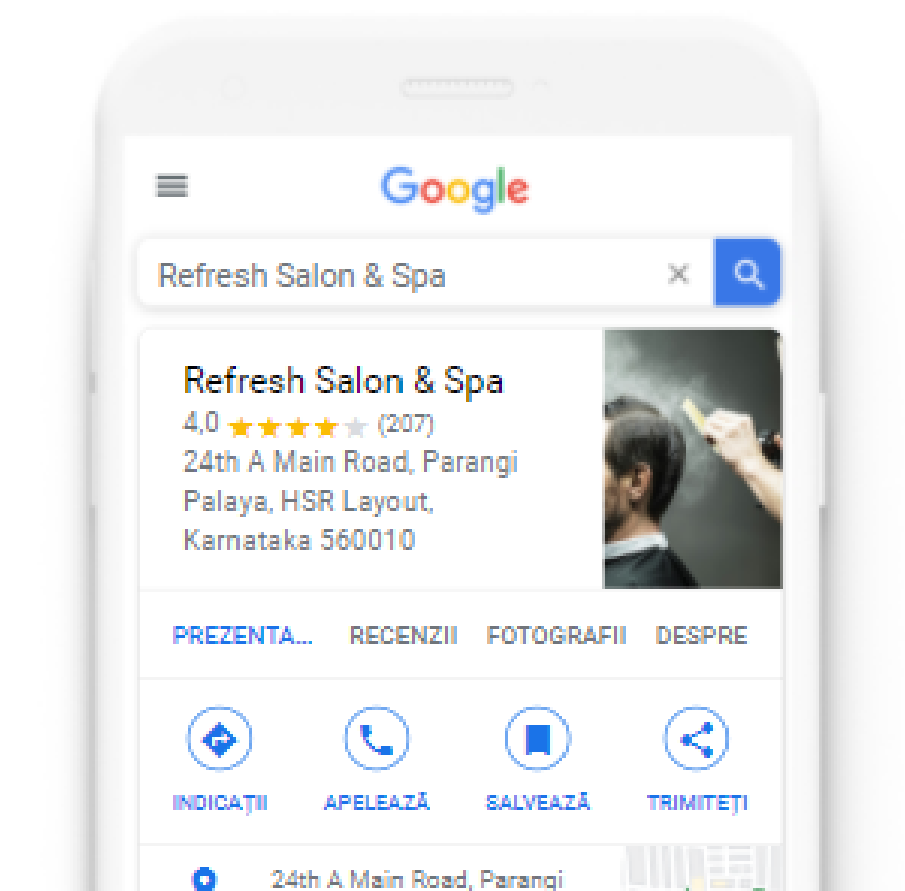 Google
Refresh Salon & Spa
Refresh Salon & Spa
4,0 (207)
24th A Main Road, Parangi
Palaya, HSR Layout,
Karnataka 560010
PREZENTA... RECENZII FOTOGRAFII DESPRE
INDICAȚII APELEAZĂ SALVEAZĂ TRIMITEȚI
24th A Main Road, Parangi